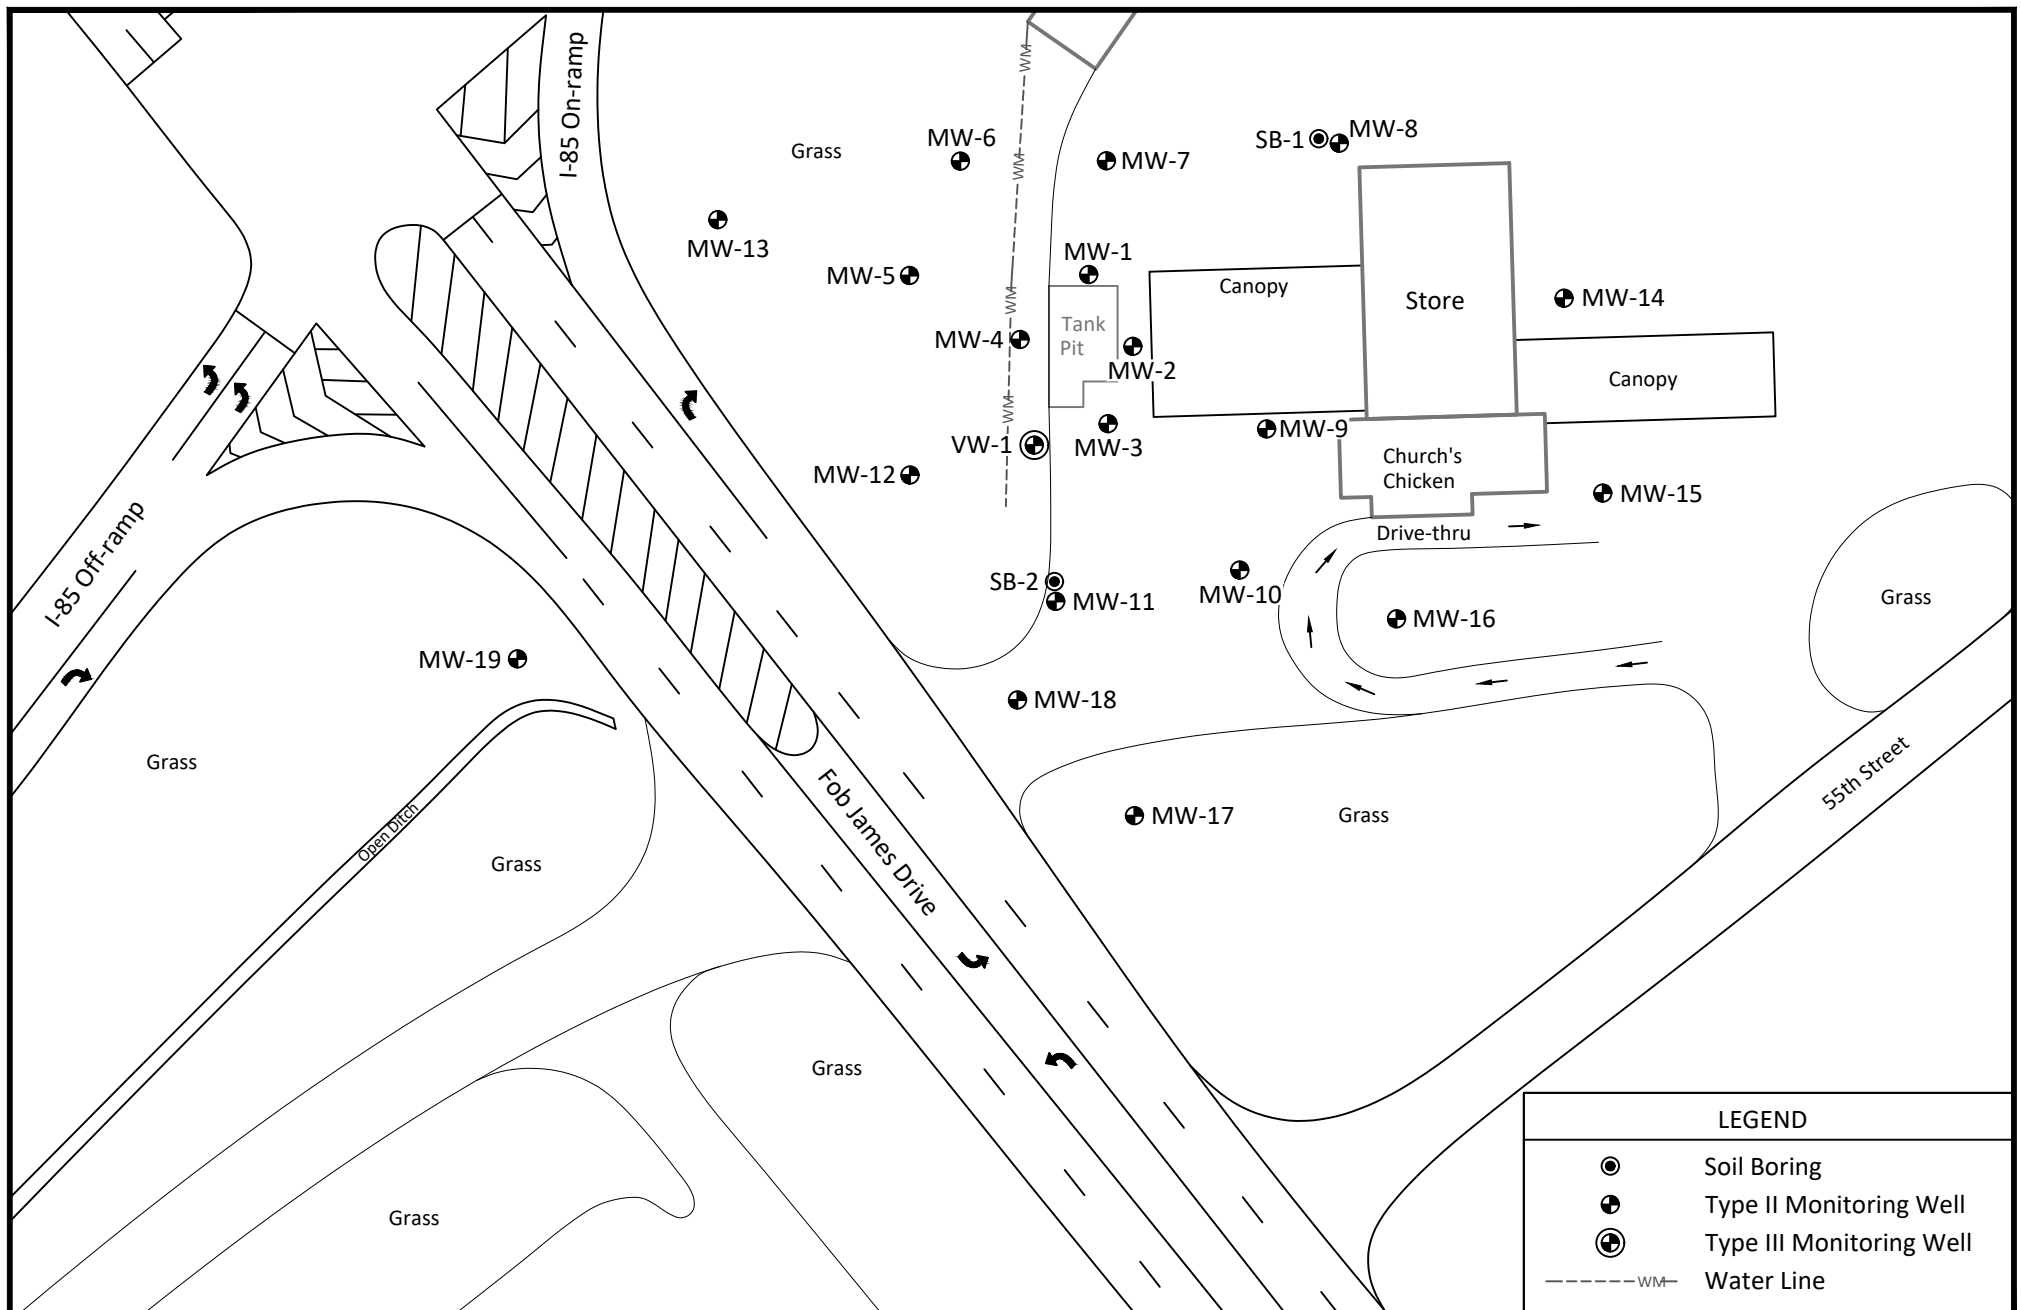 I-85 On-ramp
WM
MW-6
Grass
SB-1
MW-8
MW-7
WM
MW-13
MW-5
MW-1
Canopy
Store
MW-14
WM
MW-4
Tank
Pit
MW-2
Canopy
WM
VW-1
MW-3
MW-9
Church's
Chicken
MW-12
MW-15
Drive-thru
I-85 Off-ramp
SB-2
MW-11
MW-10
MW-16
Grass
MW-19
MW-18
Grass
55th Street
Fob James Drive
MW-17
Grass
Open Ditch
Grass
Grass
Grass
LEGEND
Soil Boring
Type II Monitoring Well
Type III Monitoring Well
WM
Water Line